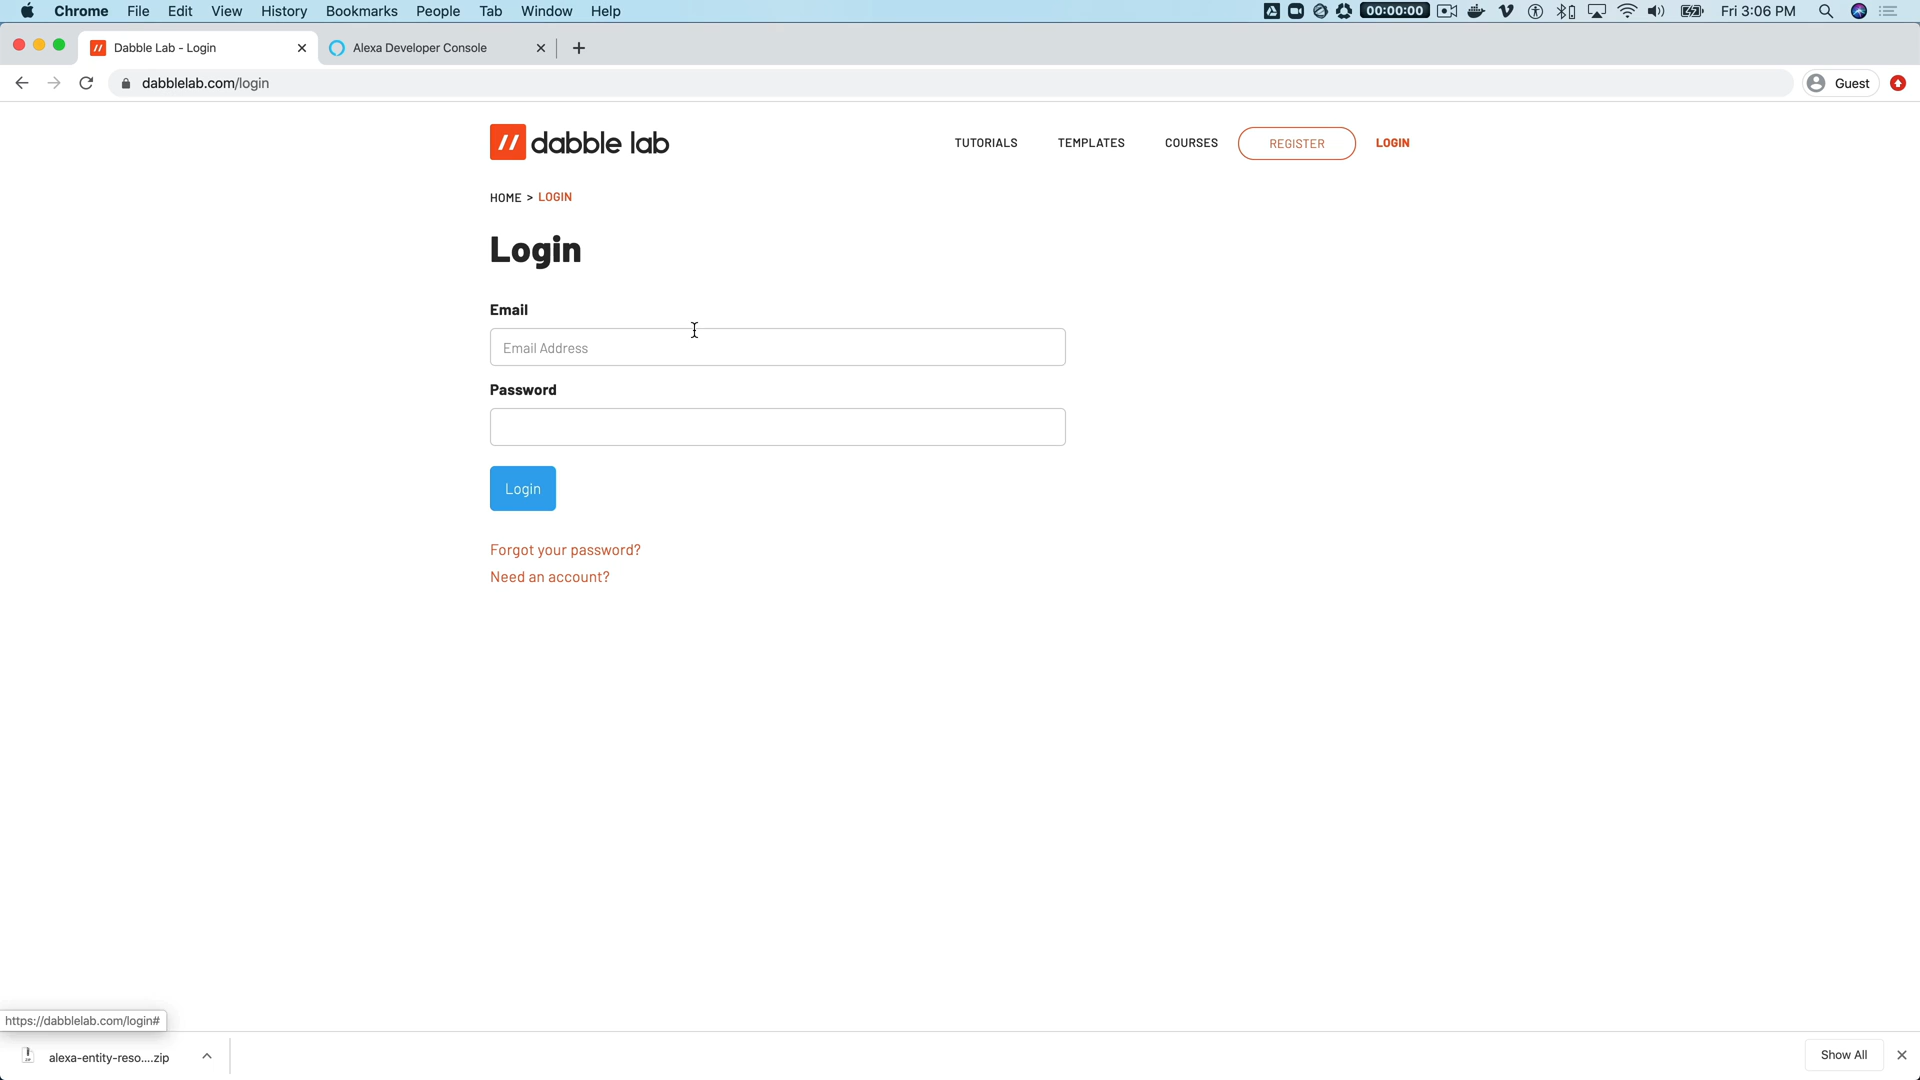 Chrome File Edit View History Bookmarks People Tab Window Help 00:00:00 Fri 3:06 PM
Dabble Lab - Login Alexa Developer Console
dabblelab.com/login Guest
// dabble lab TUTORIALS TEMPLATES COURSES REGISTER LOGIN
HOME > LOGIN
Login
Email
Email Address
Password
Login
Forgot your password?
Need an account?
https://dabblelab.com/login#
alexa-entity-reso....zip Show All